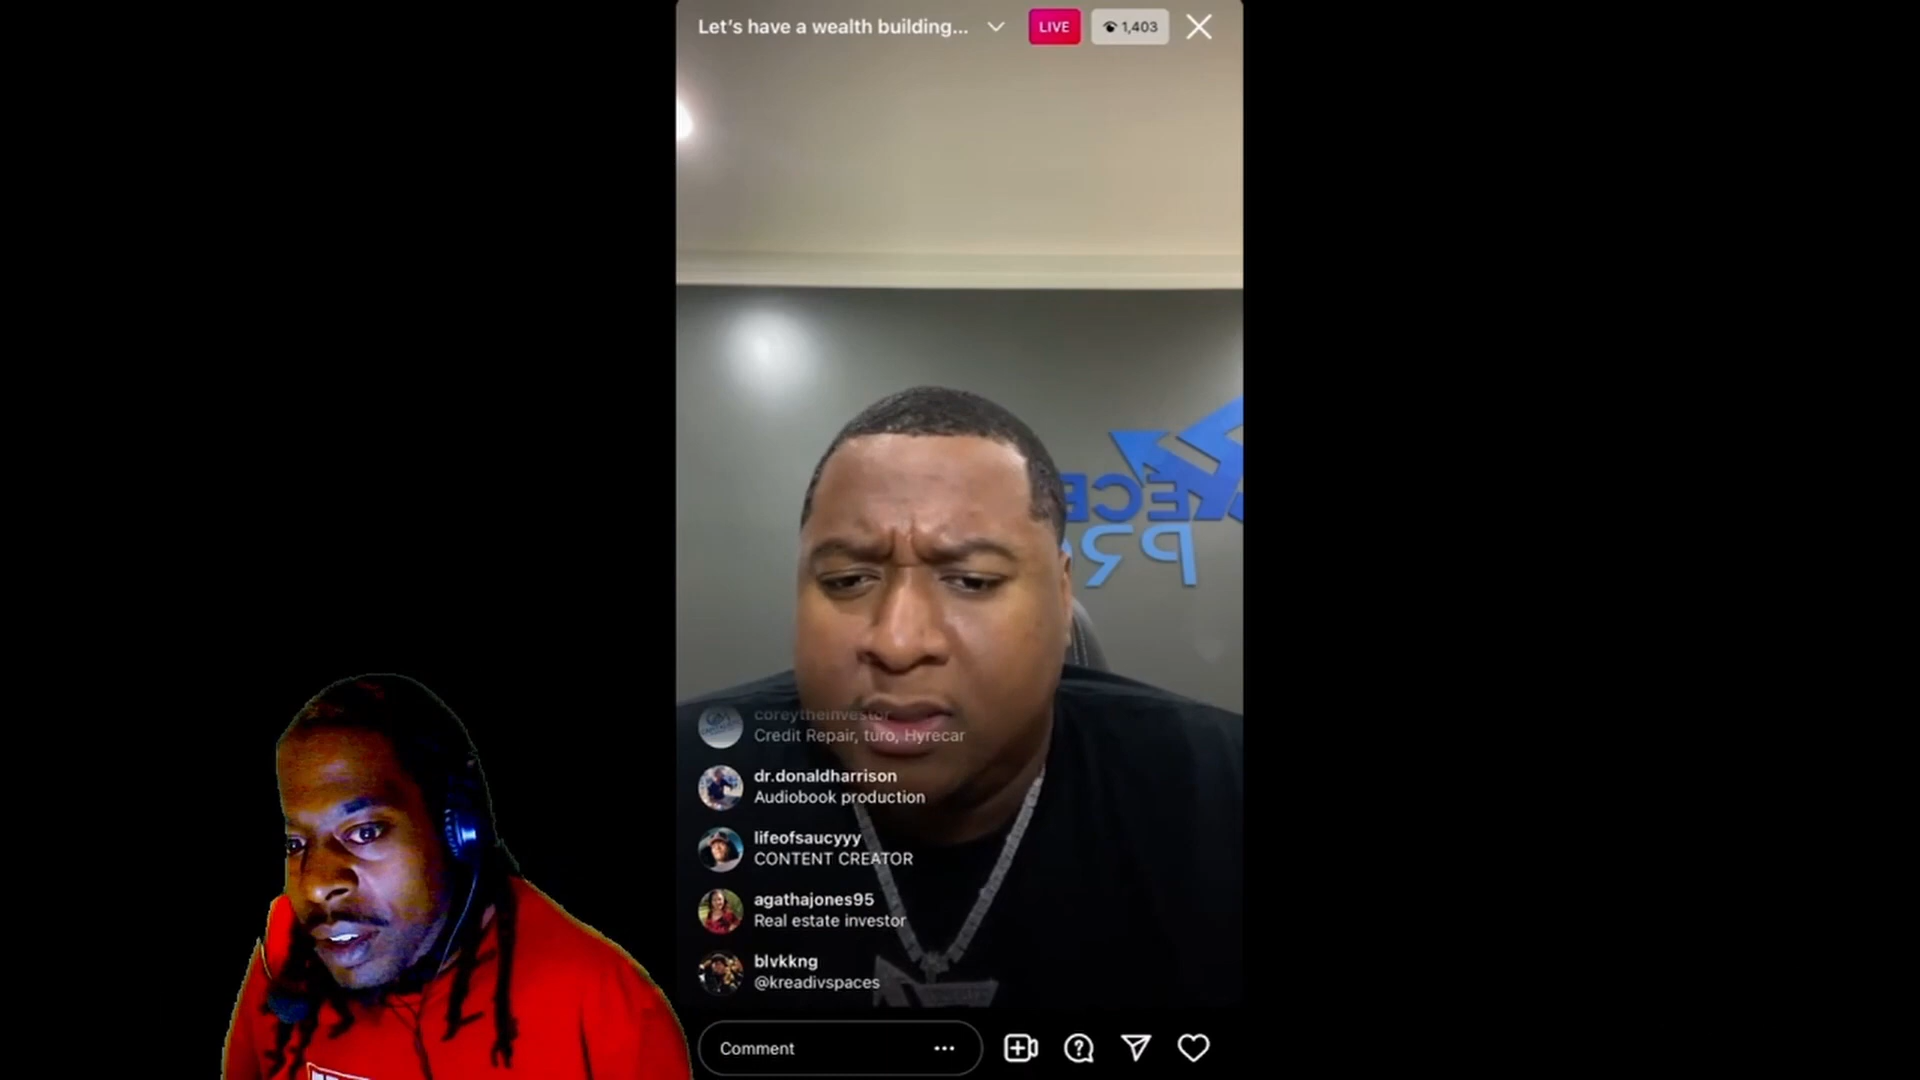 Let's have a wealth building...
LIVE
1,403
coreytheinvestor
Credit Repair, turo, Hyrecar
dr.donaldharrison
Audiobook production
lifeofsaucyyy
CONTENT CREATOR
agathajones95
Real estate investor
blvkkng
@kreadivspaces
Comment